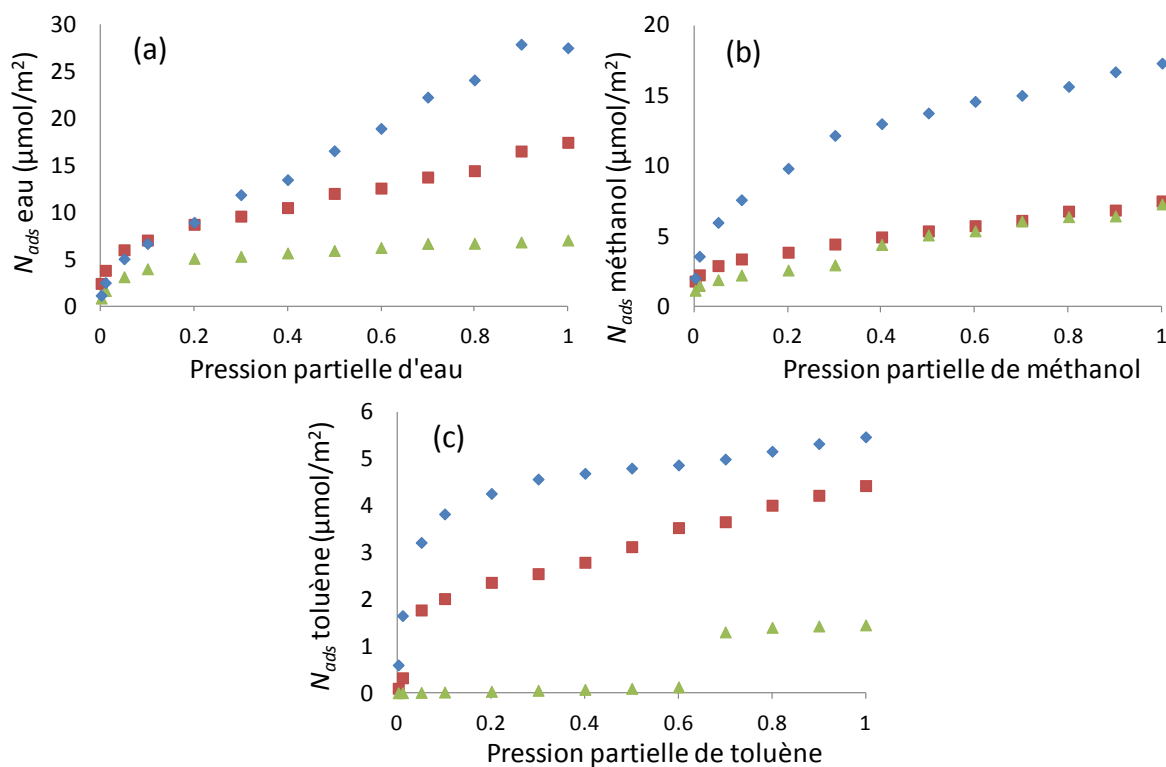 (a)
N_ads eau (µmol/m²)
30
25
20
15
10
5
0
0 0.2 0.4 0.6 0.8 1
Pression partielle d'eau
(b)
N_ads méthanol (µmol/m²)
20
15
10
5
0
0 0.2 0.4 0.6 0.8 1
Pression partielle de méthanol
(c)
N_ads toluène (µmol/m²)
6
5
4
3
2
1
0
0 0.2 0.4 0.6 0.8 1
Pression partielle de toluène